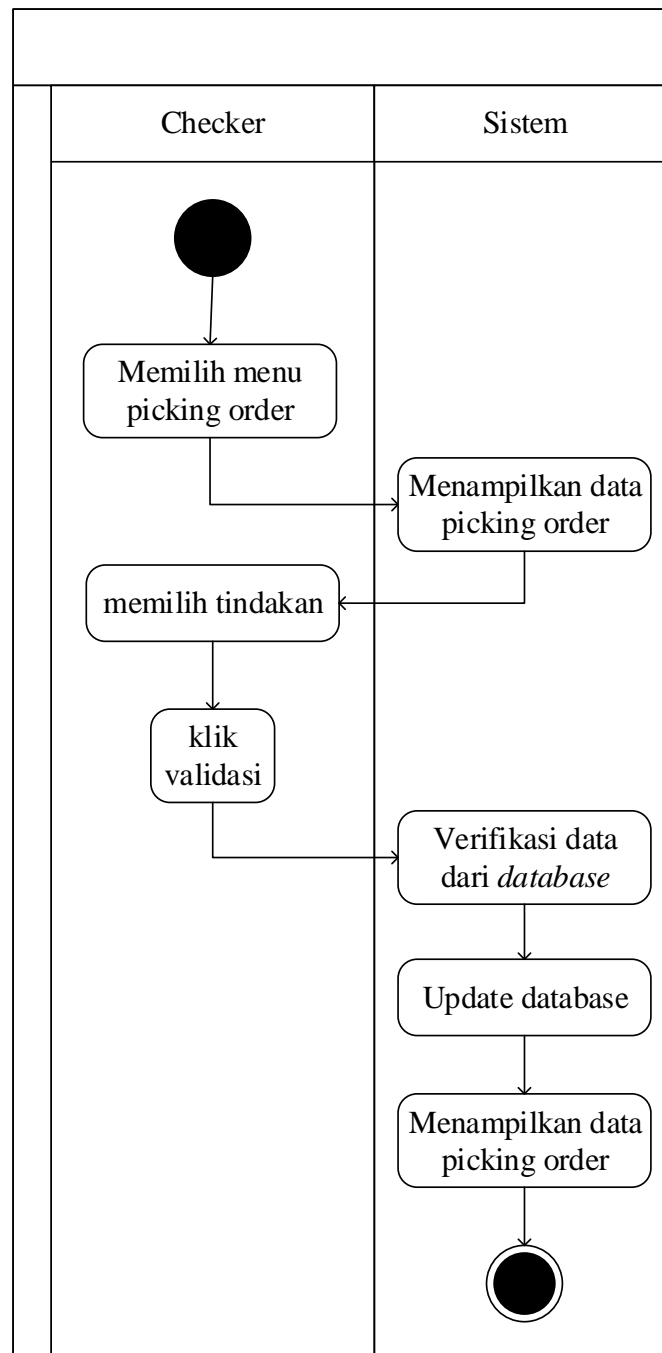 Checker
Sistem
Memilih menu
picking order
Menampilkan data
picking order
memilih tindakan
klik
validasi
Verifikasi data
dari database
Update database
Menampilkan data
picking order